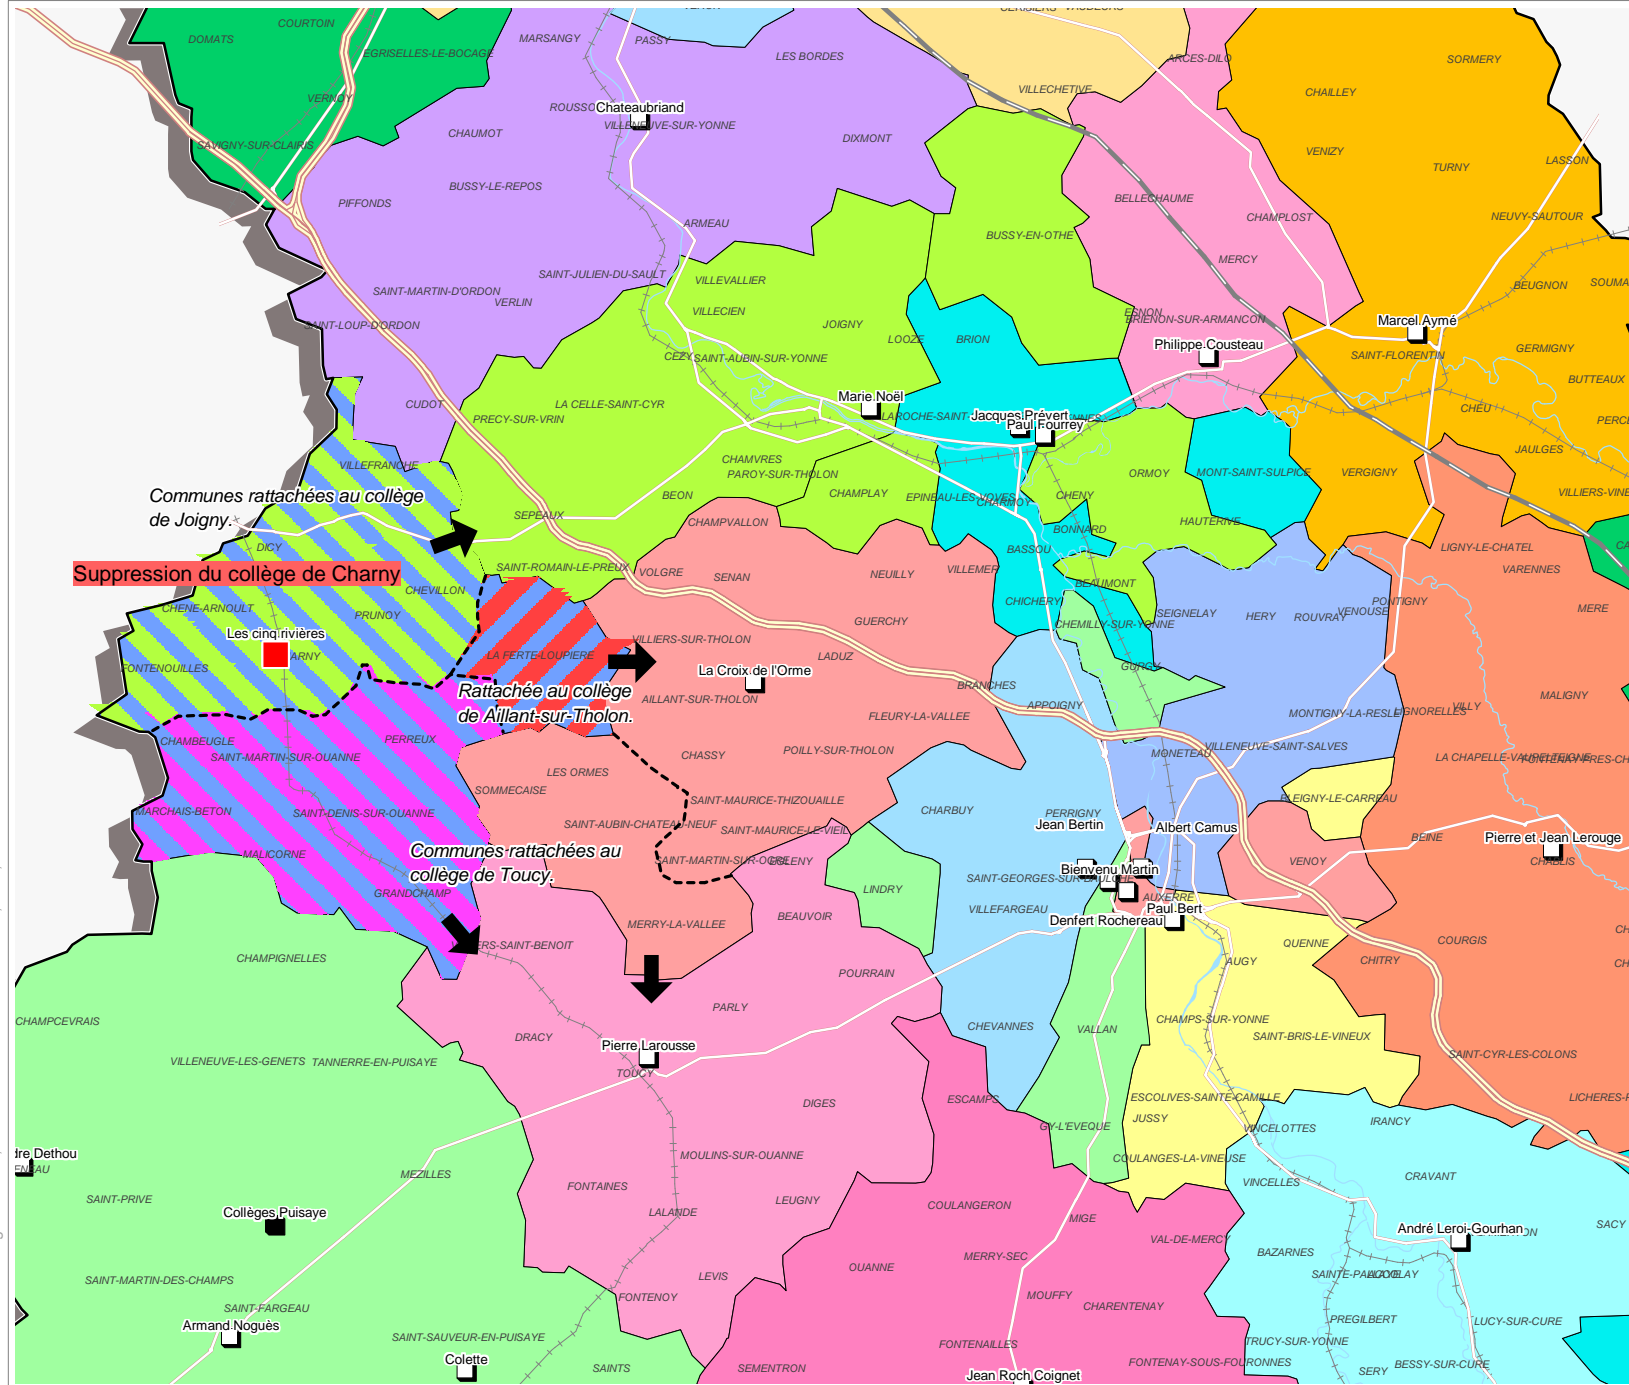 COURTOIN
DOMATS
MARSANGY
PASSY
LES BORDES
CERISIERS
VAUDEURS
ARCES-DILO
SORMERY
EGRISELLES-LE-BOCAGE
VERNOY
Chateaubriand
VILLENEUVE-SUR-YONNE
VILLECHETIVE
CHAILLEY
CHAUMOT
DIXMONT
SAVIGNY-SUR-CLAIRIS
VENIZY
TURNY
LASSON
BUSSY-LE-REPOS
PIFFONDS
BELLECHAUME
CHAMPLOST
NEUVY-SAUTOUR
ARMEAU
BUSSY-EN-OTHE
MERCY
SAINT-JULIEN-DU-SAULT
VILLEVALLIER
BEUGNON
SAINT-MARTIN-D'ORDON
VERLIN
VILLECIEN
JOIGNY
SAINT-LOUP-D'ORDON
ESNON
BRIENON-SUR-ARMANCON
Marcel Aymé
LOOZE
BRION
Philippe Cousteau
SAINT-FLORENTIN
GERMIGNY
CEZY
SAINT-AUBIN-SUR-YONNE
BUTTEAUX
CUDOT
LA CELLE-SAINT-CYR
PRECY-SUR-VRIN
Marie Noël
Jacques Prévert
Paul Fourrey
CHEU
JAULGES
VILLEFRANCHE
CHAMVRES
PAROY-SUR-THOLON
ORMOY
MONT-SAINT-SULPICE
VERGIGNY
Communes rattachées au collège
de Joigny.
BEON
CHAMPLAY
EPINEAU-LES-VOVES
CHARMOY
CHENY
SEPEAUX
CHAMPVALLON
HAUTERIVE
BONNARD
DICY
BASSOU
LIGNY-LE-CHATEL
Suppression du collège de Charny
SAINT-ROMAIN-LE-PREUX
VOLGRE
SENAN
NEUILLY
VILLEMER
BEAUMONT
VARENNES
CHEVILLON
CHENE-ARNOULT
PRUNOY
CHICHERY
CHEMILLY-SUR-YONNE
SEIGNELAY
HERY
ROUVRAY
VENOUSE
PONTIGNY
MERE
Les cinq rivières
ARNY
FONTENOUILLES
LA FERTE-LOUPIERE
VILLIERS-SUR-THOLON
GUERCHY
LADUZ
La Croix de l'Orme
GURGY
Rattachée au collège
de Aillant-sur-Tholon.
AILLANT-SUR-THOLON
BRANCHES
APPOIGNY
MALIGNY
FLEURY-LA-VALLEE
MONTIGNY-LA-RESLE
LIGNORELLES
VILLY
CHAMBEUGLE
SAINT-MARTIN-SUR-OUANNE
PERREUX
CHASSY
POILLY-SUR-THOLON
MONETEAU
VILLENEUVE-SAINT-SALVES
LES ORMES
SOMMECAISE
SAINT-MAURICE-THIZOUAILLE
BLEIGNY-LE-CARREAU
MARCHAIS-BETON
SAINT-DENIS-SUR-OUANNE
SAINT-AUBIN-CHATEAU-NEUF
SAINT-MAURICE-LE-VIEIL
CHARBUY
PERRIGNY
Jean Bertin
Albert Camus
BEINE
Pierre et Jean Lerouge
CHABLIS
MALICORNE
Communes rattachées au
collège de Toucy.
SAINT-MARTIN-SUR-OCRE
EGLENY
LINDRY
Bienvenu Martin
VENOY
GRANDCHAMP
VILLEFARGEAU
AUXERRE
Paul Bert
Denfert Rochereau
MERRY-LA-VALLEE
BEAUVOIR
QUENNE
COURGIS
CHITRY
AUGY
CHAMPIGNELLES
POURRAIN
PARLY
CHAMPCEVRAIS
DRACY
CHEVANNES
VALLAN
CHAMPS-SUR-YONNE
SAINT-BRIS-LE-VINEUX
SAINT-CYR-LES-COLONS
VILLENEUVE-LES-GENETS
TANNERRE-EN-PUISAYE
Pierre Larousse
TOUCY
DIGES
ESCAMPS
ESCOLIVES-SAINTE-CAMILLE
JUSSY
GY-L'EVEQUE
VINCELOTTES
IRANCY
MOULINS-SUR-OUANNE
COULANGES-LA-VINEUSE
dre Dethou
MEZILLES
SAINT-PRIVE
FONTAINES
LEUGNY
LALANDE
COULANGERON
VINCELLES
CRAVANT
Collèges Puisaye
MIGE
VAL-DE-MERCY
André Leroi-Gourhan
SACY
MERRY-SEC
BAZARNES
OUANNE
SAINT-MARTIN-DES-CHAMPS
LEVIS
FONTENOY
MOUFFY
CHARENTENAY
SAINT-FARGEAU
Armand Noguès
PREGILBERT
LUCY-SUR-CURE
SAINT-SAUVEUR-EN-PUISAYE
FONTENAILLES
TRUCY-SUR-YONNE
Colette
SAINTS
SEMENTRON
Jean Roch Coignet
FONTENAY-SOUS-FOURONNES
SERY
BESSY-SUR-CURE